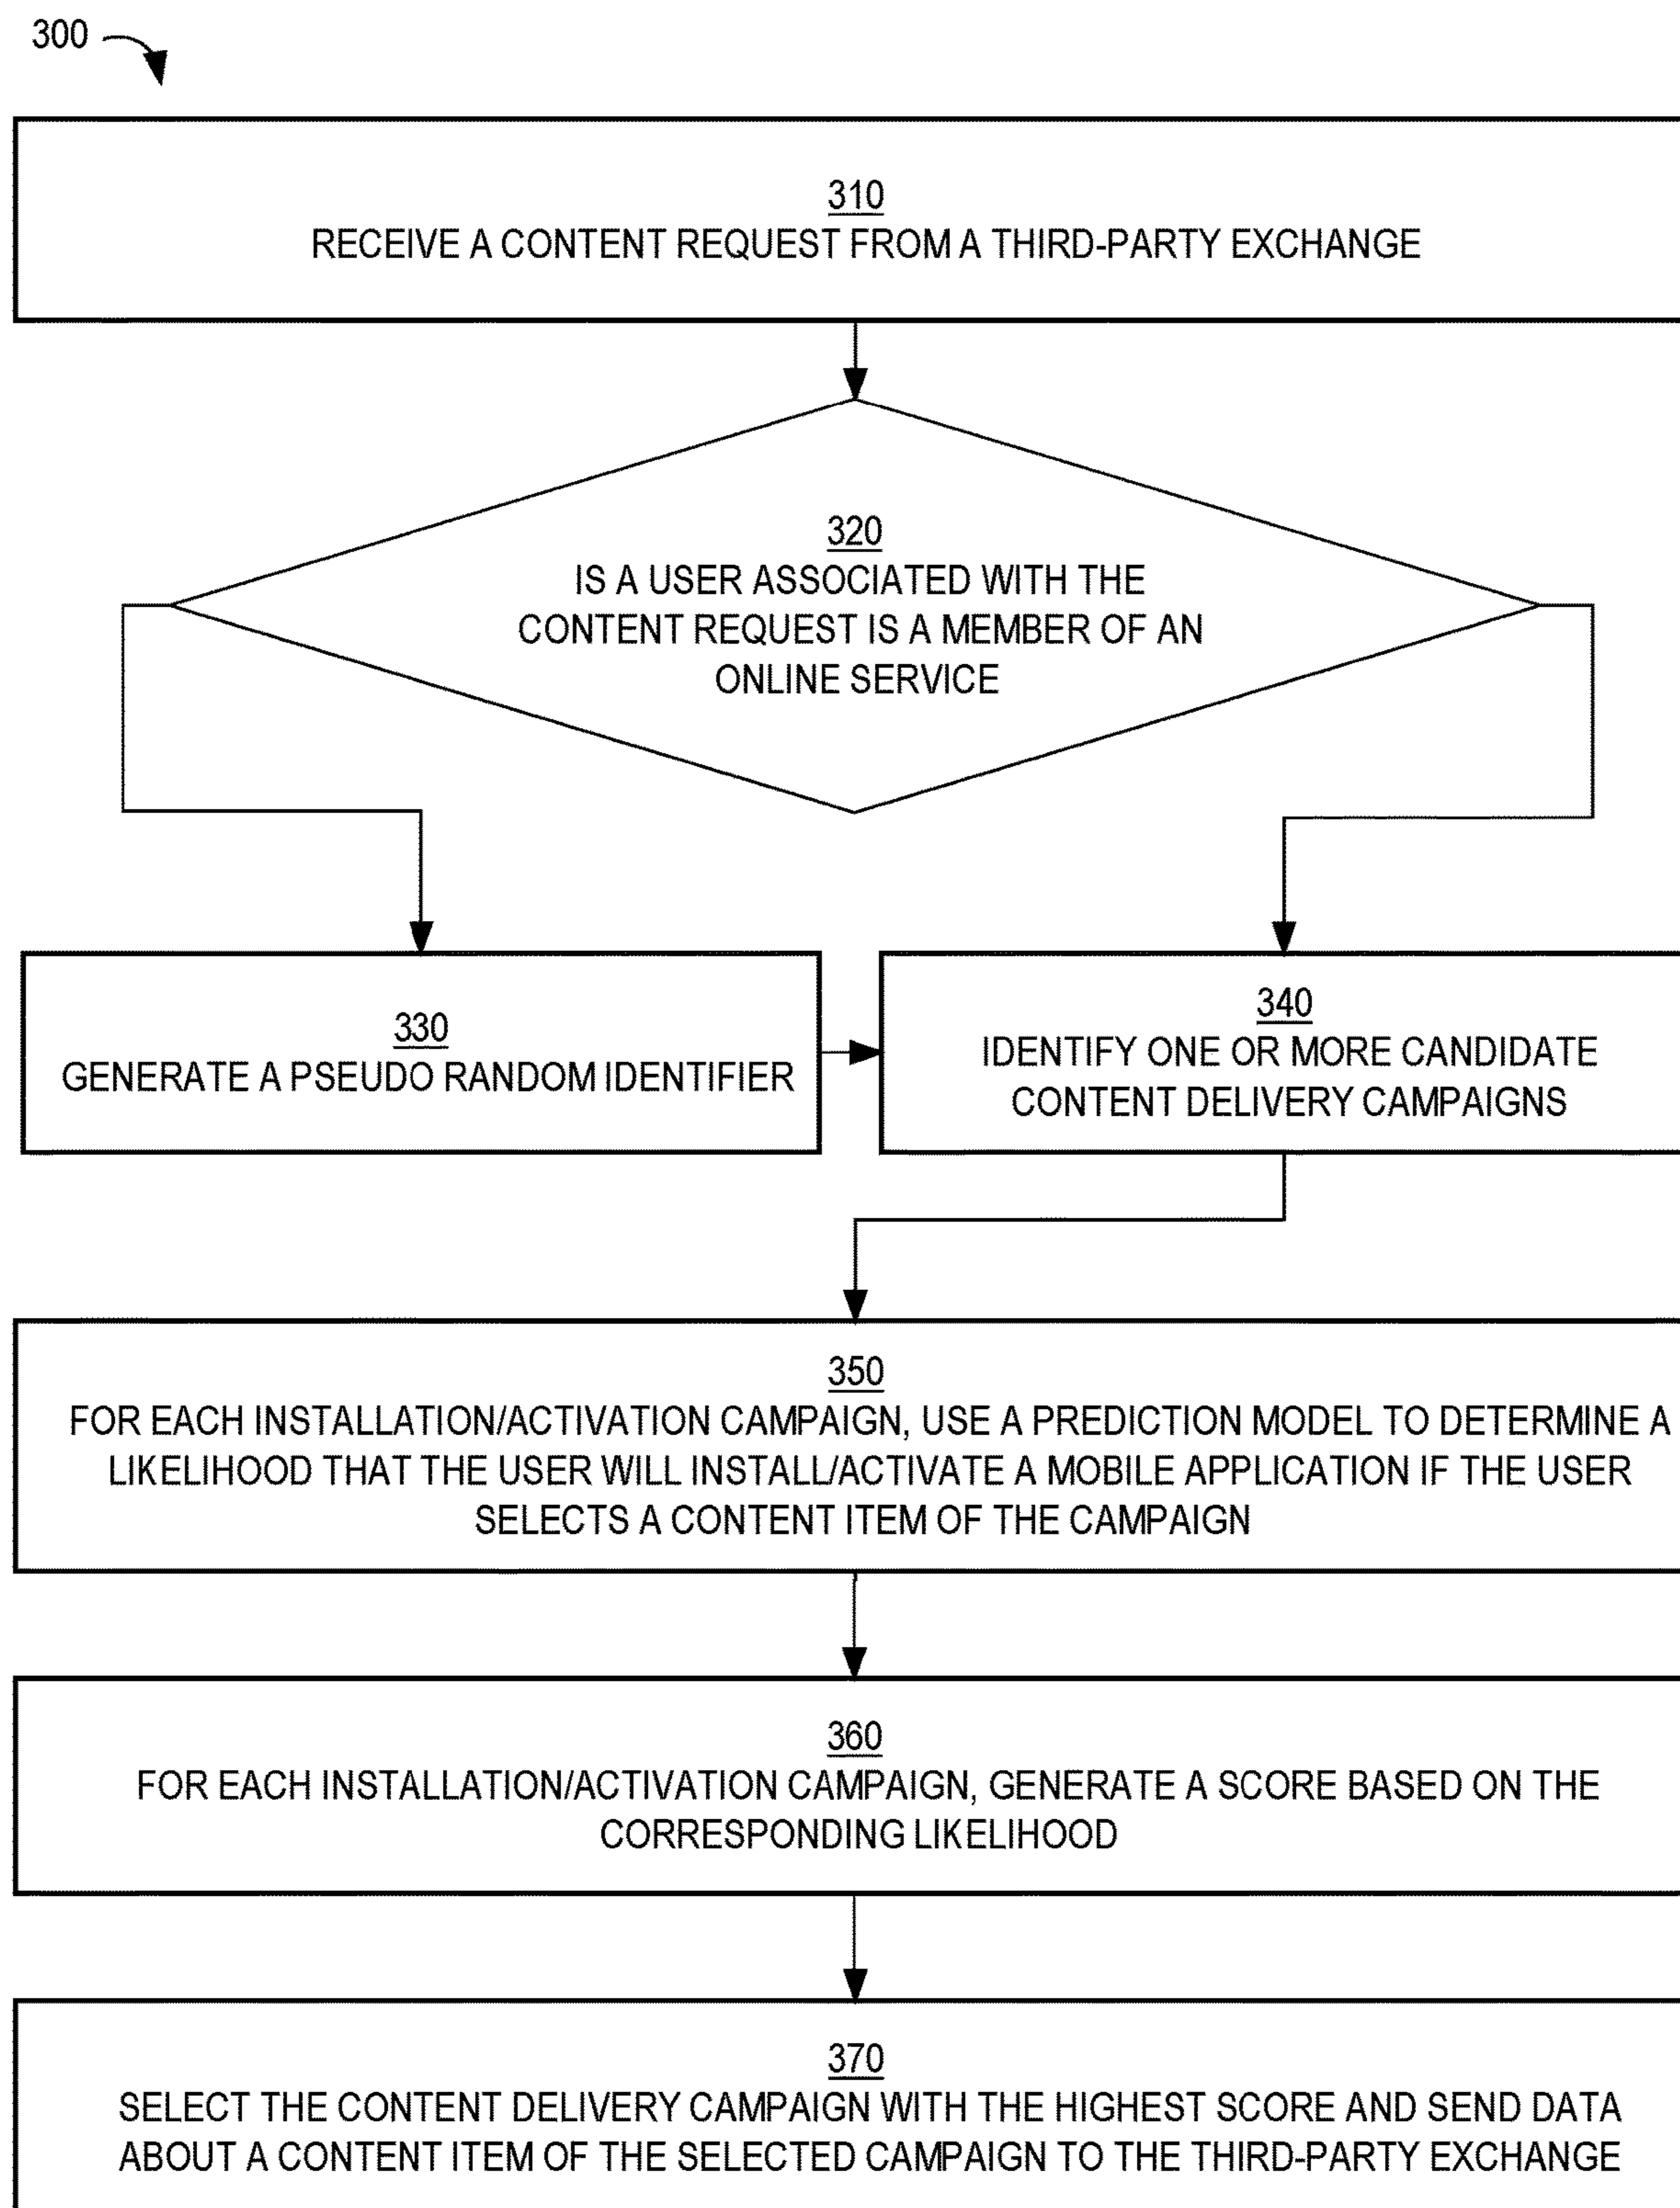 300
310
RECEIVE A CONTENT REQUEST FROM A THIRD-PARTY EXCHANGE
320
IS A USER ASSOCIATED WITH THE
CONTENT REQUEST IS A MEMBER OF AN
ONLINE SERVICE
330
GENERATE A PSEUDO RANDOM IDENTIFIER
340
IDENTIFY ONE OR MORE CANDIDATE
CONTENT DELIVERY CAMPAIGNS
350
FOR EACH INSTALLATION/ACTIVATION CAMPAIGN, USE A PREDICTION MODEL TO DETERMINE A
LIKELIHOOD THAT THE USER WILL INSTALL/ACTIVATE A MOBILE APPLICATION IF THE USER
SELECTS A CONTENT ITEM OF THE CAMPAIGN
360
FOR EACH INSTALLATION/ACTIVATION CAMPAIGN, GENERATE A SCORE BASED ON THE
CORRESPONDING LIKELIHOOD
370
SELECT THE CONTENT DELIVERY CAMPAIGN WITH THE HIGHEST SCORE AND SEND DATA
ABOUT A CONTENT ITEM OF THE SELECTED CAMPAIGN TO THE THIRD-PARTY EXCHANGE